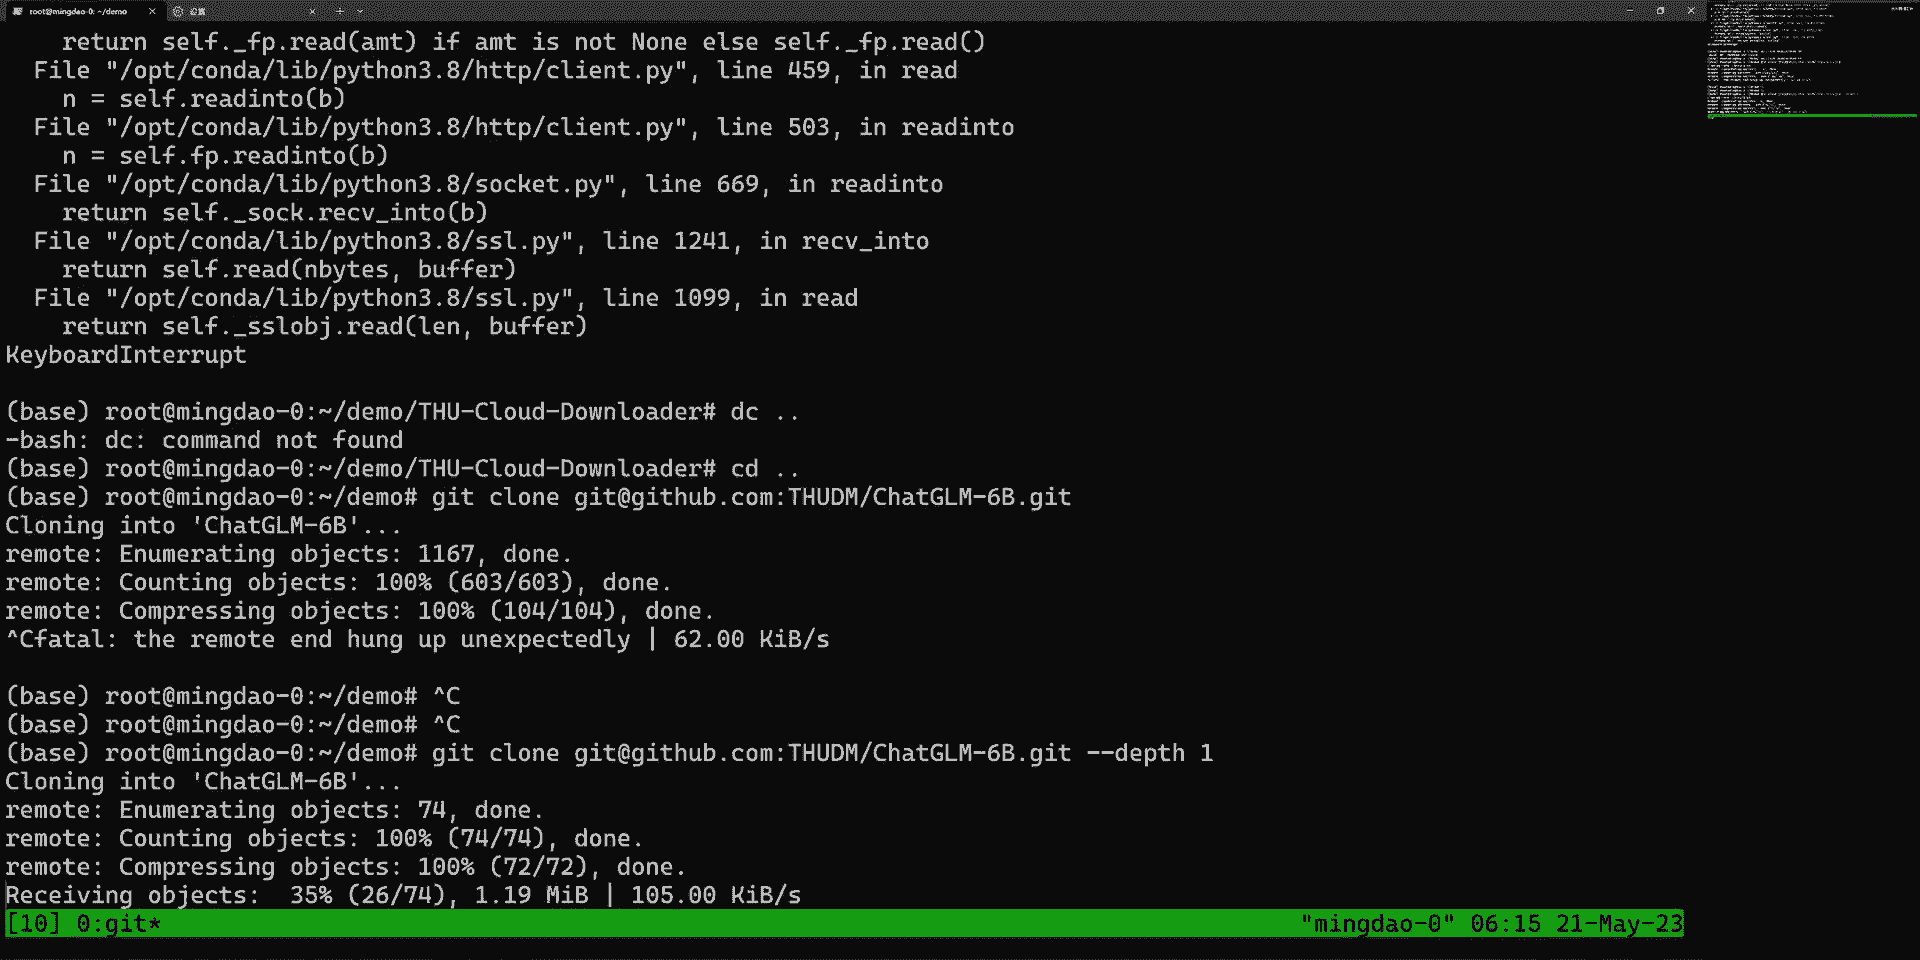 root@mingdao-0: ~/demo
设置
    return self._fp.read(amt) if amt is not None else self._fp.read()
  File "/opt/conda/lib/python3.8/http/client.py", line 459, in read
    n = self.readinto(b)
  File "/opt/conda/lib/python3.8/http/client.py", line 503, in readinto
    n = self.fp.readinto(b)
  File "/opt/conda/lib/python3.8/socket.py", line 669, in readinto
    return self._sock.recv_into(b)
  File "/opt/conda/lib/python3.8/ssl.py", line 1241, in recv_into
    return self.read(nbytes, buffer)
  File "/opt/conda/lib/python3.8/ssl.py", line 1099, in read
    return self._sslobj.read(len, buffer)
KeyboardInterrupt
(base) root@mingdao-0:~/demo/THU-Cloud-Downloader# dc ..
-bash: dc: command not found
(base) root@mingdao-0:~/demo/THU-Cloud-Downloader# cd ..
(base) root@mingdao-0:~/demo# git clone git@github.com:THUDM/ChatGLM-6B.git
Cloning into 'ChatGLM-6B'...
remote: Enumerating objects: 1167, done.
remote: Counting objects: 100% (603/603), done.
remote: Compressing objects: 100% (104/104), done.
^Cfatal: the remote end hung up unexpectedly | 62.00 KiB/s
(base) root@mingdao-0:~/demo# ^C
(base) root@mingdao-0:~/demo# ^C
(base) root@mingdao-0:~/demo# git clone git@github.com:THUDM/ChatGLM-6B.git --depth 1
Cloning into 'ChatGLM-6B'...
remote: Enumerating objects: 74, done.
remote: Counting objects: 100% (74/74), done.
remote: Compressing objects: 100% (72/72), done.
Receiving objects:  35% (26/74), 1.19 MiB | 105.00 KiB/s
[10] 0:git* "mingdao-0" 06:15 21-May-23